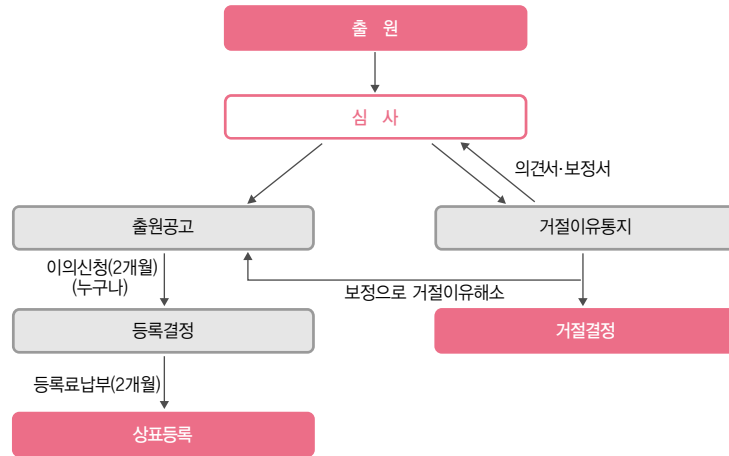 출 원
심 사
의견서·보정서
출원공고
거절이유통지
이의신청(2개월)
(누구나)
보정으로 거절이유해소
등록결정
거절결정
등록료납부(2개월)
상표등록